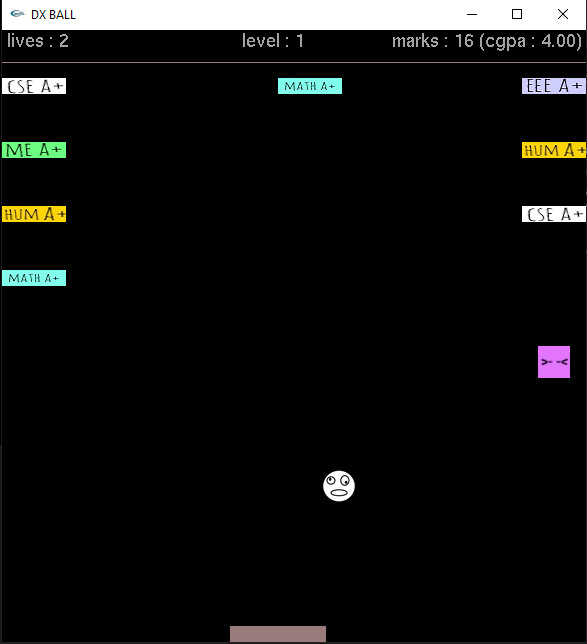 DX BALL
lives : 2 level : 1 marks : 16 (cgpa : 4.00)
CSE A+ MATH A+ EEE A+
ME A+ HUM A+
HUM A+ CSE A+
MATH A+
>- -<